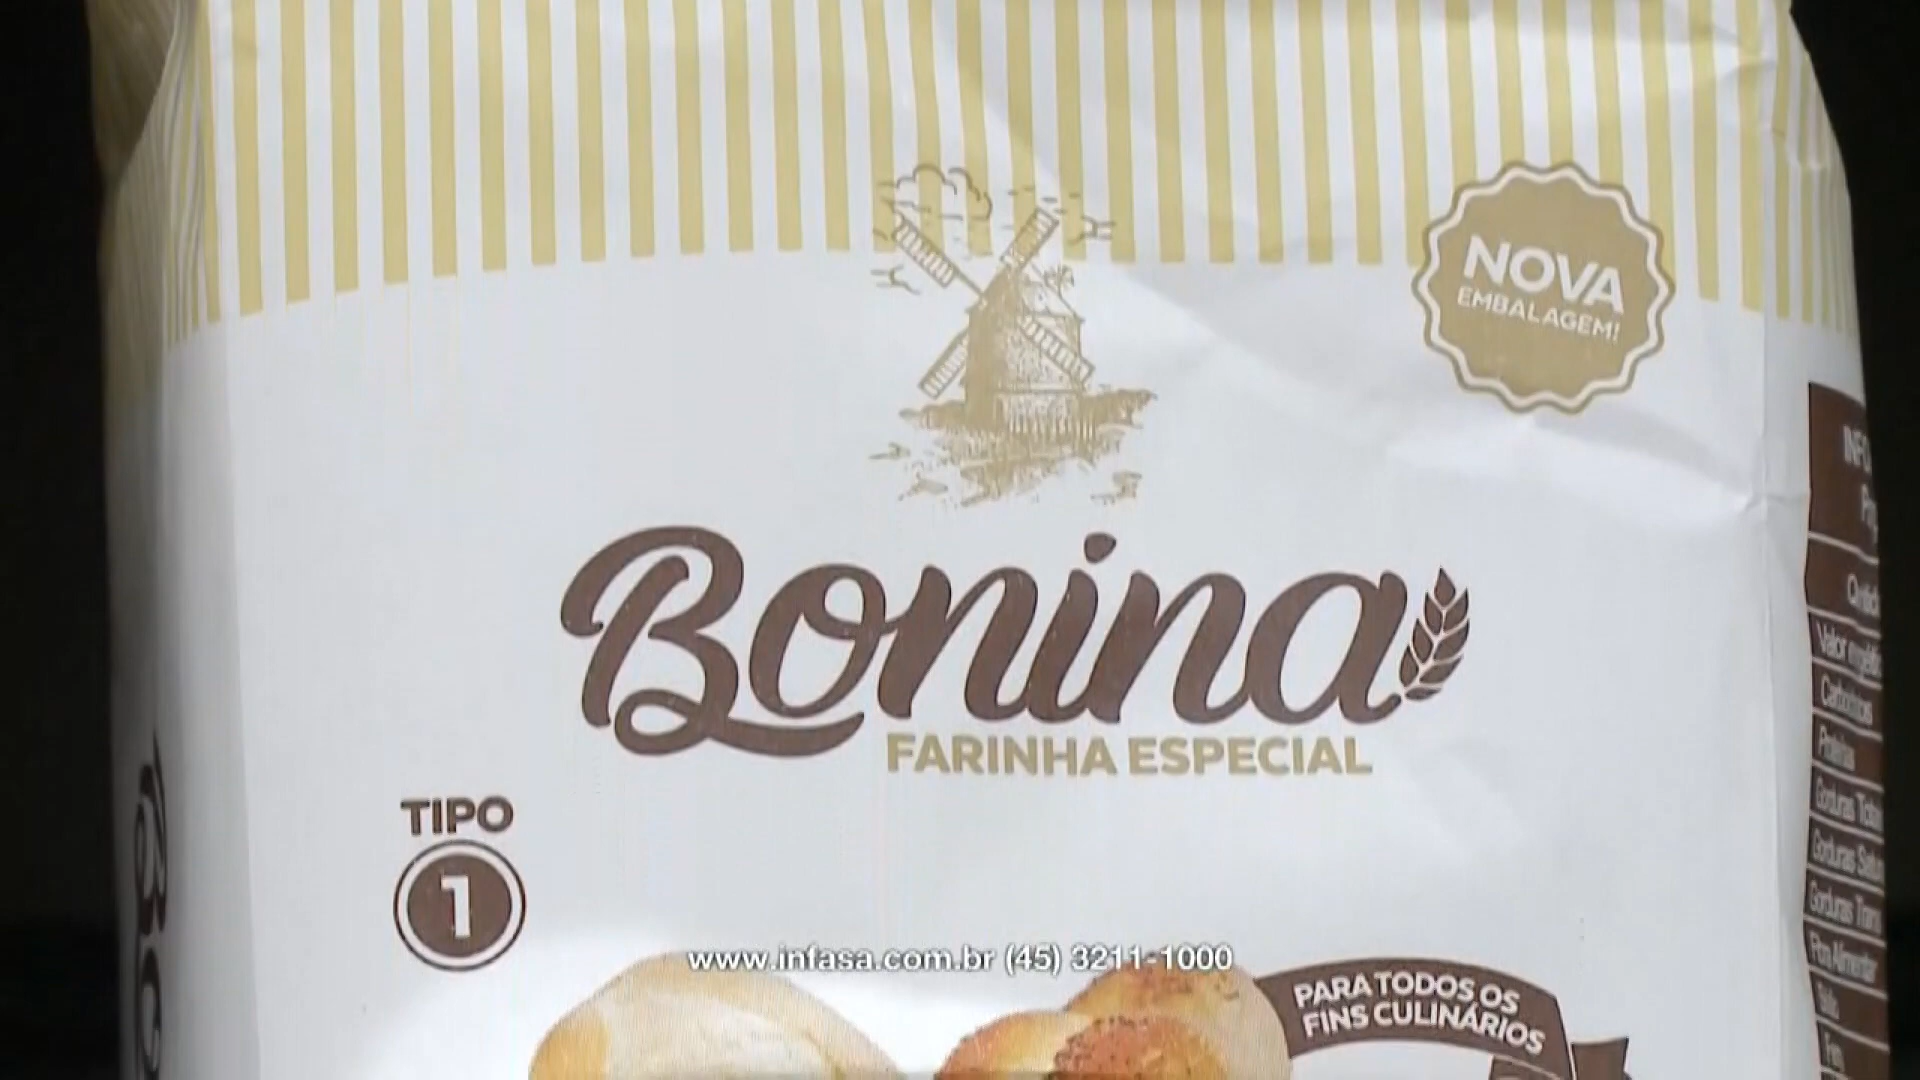 NOVA
EMBALAGEM!
Bonina
FARINHA ESPECIAL
TIPO
1
www.infasa.com.br (45) 3211-1000
PARA TODOS OS
FINS CULINÁRIOS